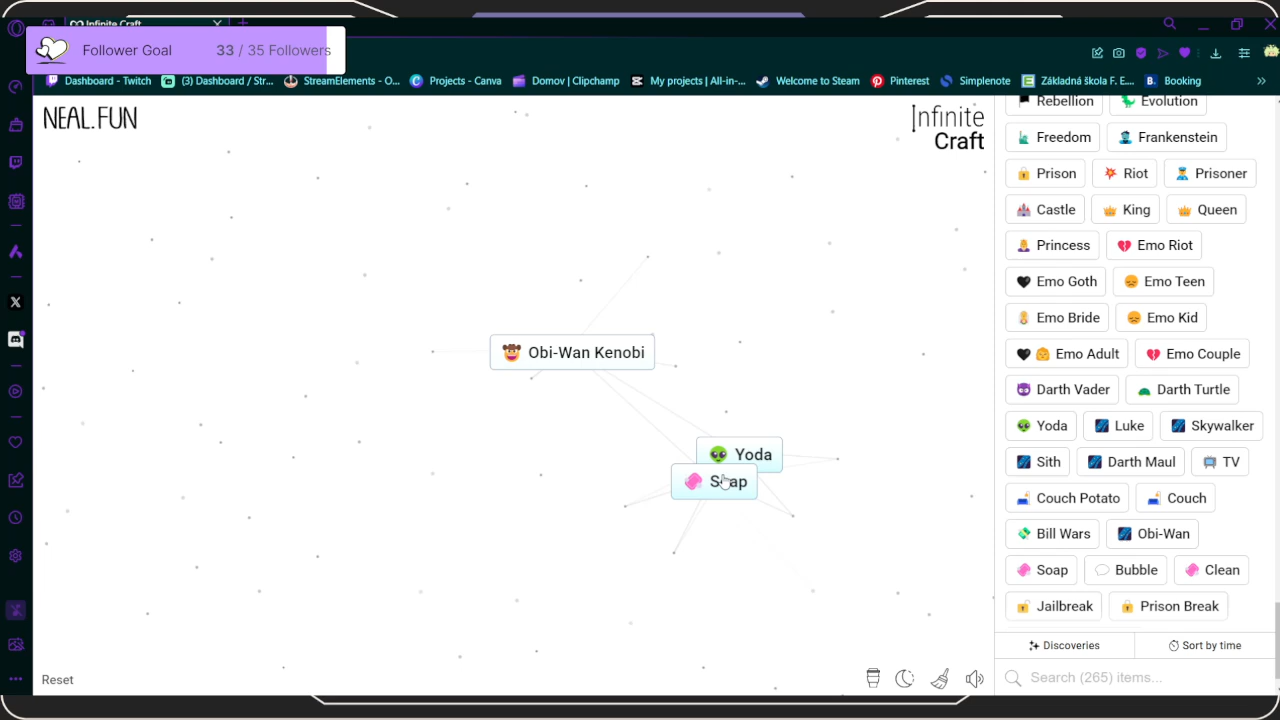 Infinite Craft
Follower Goal 33 / 35 Followers
Dashboard - Twitch (3) Dashboard / Str... StreamElements - O... Projects - Canva Domov | Clipchamp My projects | All-in-... Welcome to Steam Pinterest Simplenote Základná škola F. E... Booking
NEAL.FUN
Infinite
Craft
Obi-Wan Kenobi
Yoda
Soap
Rebellion Evolution
Freedom Frankenstein
Prison Riot Prisoner
Castle King Queen
Princess Emo Riot
Emo Goth Emo Teen
Emo Bride Emo Kid
Emo Adult Emo Couple
Darth Vader Darth Turtle
Yoda Luke Skywalker
Sith Darth Maul TV
Couch Potato Couch
Bill Wars Obi-Wan
Soap Bubble Clean
Jailbreak Prison Break
Discoveries Sort by time
Search (265) items...
Reset